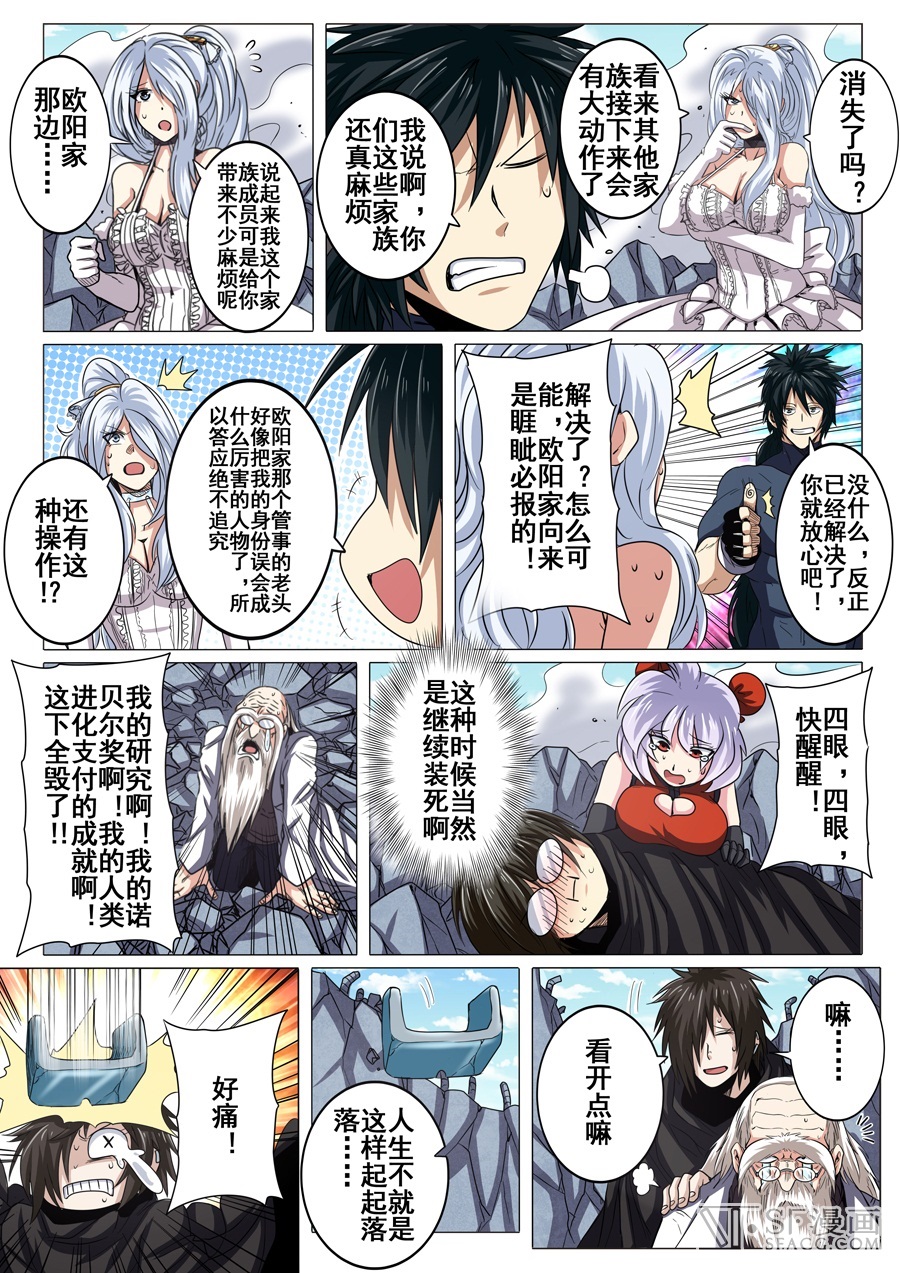 消失了吗？
看来其他家
族接下来会
有大动作了
我说啊，你
们这些家族
还真麻烦
说起来我这个家
族成员可是给你
带来不少麻烦呢
欧阳家
那边……
没什么，反正
已经解决了，
你就放心吧！
解决了？怎么可
能，欧阳家向来
是睚眦必报的！
欧阳家那个管事的老头
好像把我的身份误会成
什么厉害的人物了，所
以答应绝不追究
还有这
种操作！？
四眼，四眼，
快醒醒！
这种时候当然
是继续装死啊
我的研究啊！我的诺
贝尔奖啊！我的人类
进化支付的成就啊！
这下全毁了！！
嘛……
看开点嘛
人生不就是
这样起起落
落……
好痛！
SF漫画
SFACG.COM